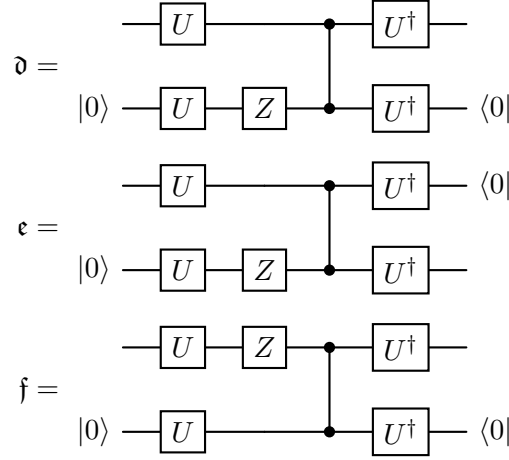 U U†
𝔡 =
|0⟩ U Z U† ⟨0|
U U† ⟨0|
𝔢 =
|0⟩ U Z U†
U Z U†
𝔣 =
|0⟩ U U† ⟨0|